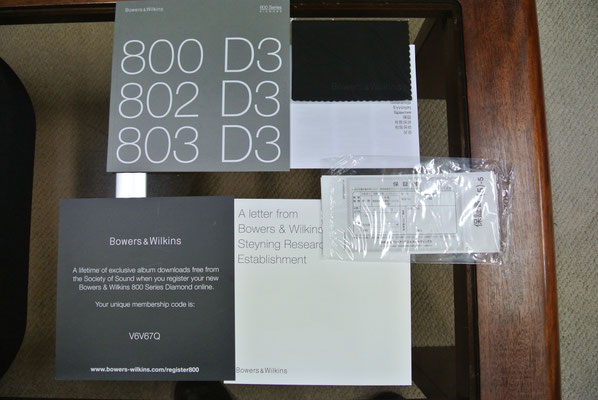 Bowers & Wilkins
800 Series
800 D3
802 D3
803 D3
Bowers & Wilkins
保証
Bowers & Wilkins
A lifetime of exclusive album downloads free from
the Society of Sound when you register your new
Bowers & Wilkins 800 Series Diamond online.
Your unique membership code is:
V6V67Q
www.bowers-wilkins.com/register800
A letter from
Bowers & Wilkins
Steyning Research
Establishment
Bowers & Wilkins